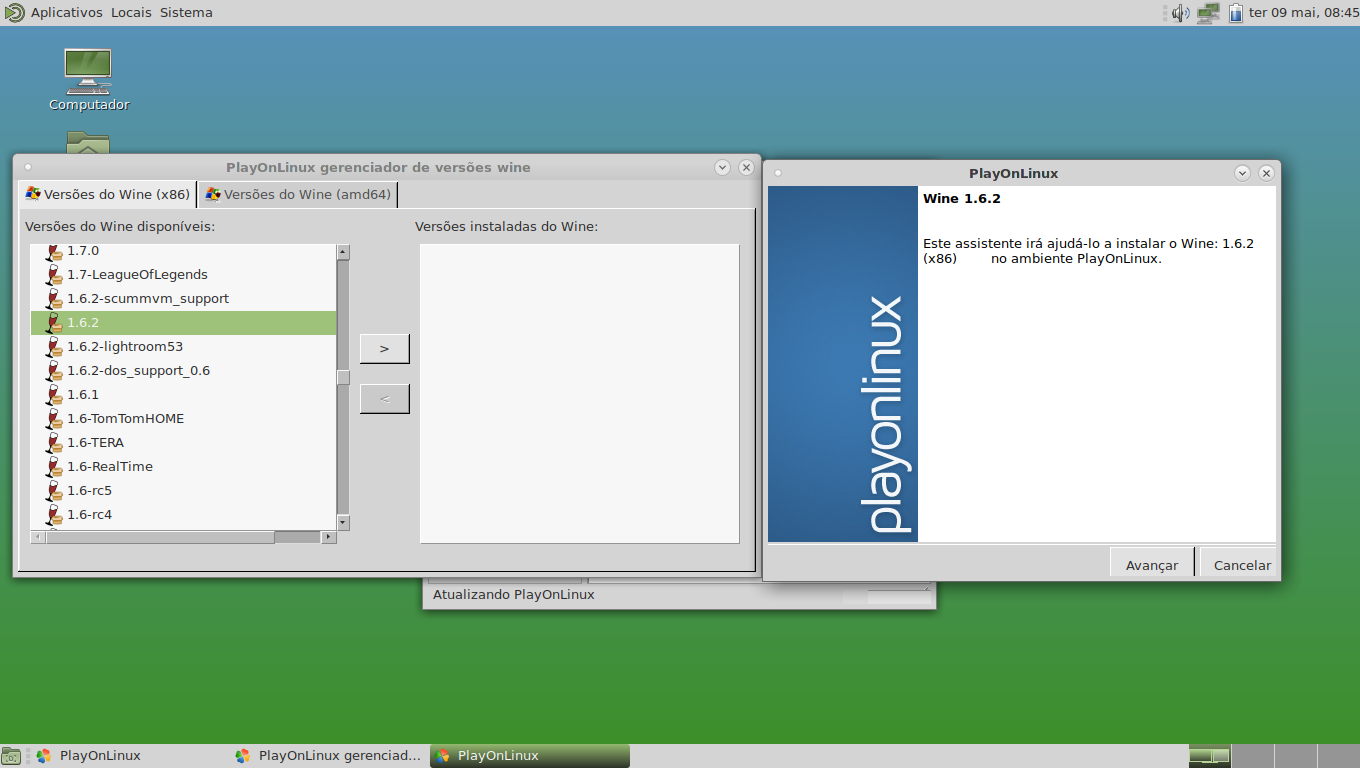 Aplicativos Locais Sistema
ter 09 mai, 08:45
Computador
PlayOnLinux gerenciador de versões wine
Versões do Wine (x86)
Versões do Wine (amd64)
Versões do Wine disponíveis:
Versões instaladas do Wine:
1.7.0
1.7-LeagueOfLegends
1.6.2-scummvm_support
1.6.2
1.6.2-lightroom53
1.6.2-dos_support_0.6
1.6.1
1.6-TomTomHOME
1.6-TERA
1.6-RealTime
1.6-rc5
1.6-rc4
>
<
PlayOnLinux
Wine 1.6.2
Este assistente irá ajudá-lo a instalar o Wine: 1.6.2
(x86) no ambiente PlayOnLinux.
playonlinux
Avançar
Cancelar
Atualizando PlayOnLinux
PlayOnLinux
PlayOnLinux gerenciad...
PlayOnLinux